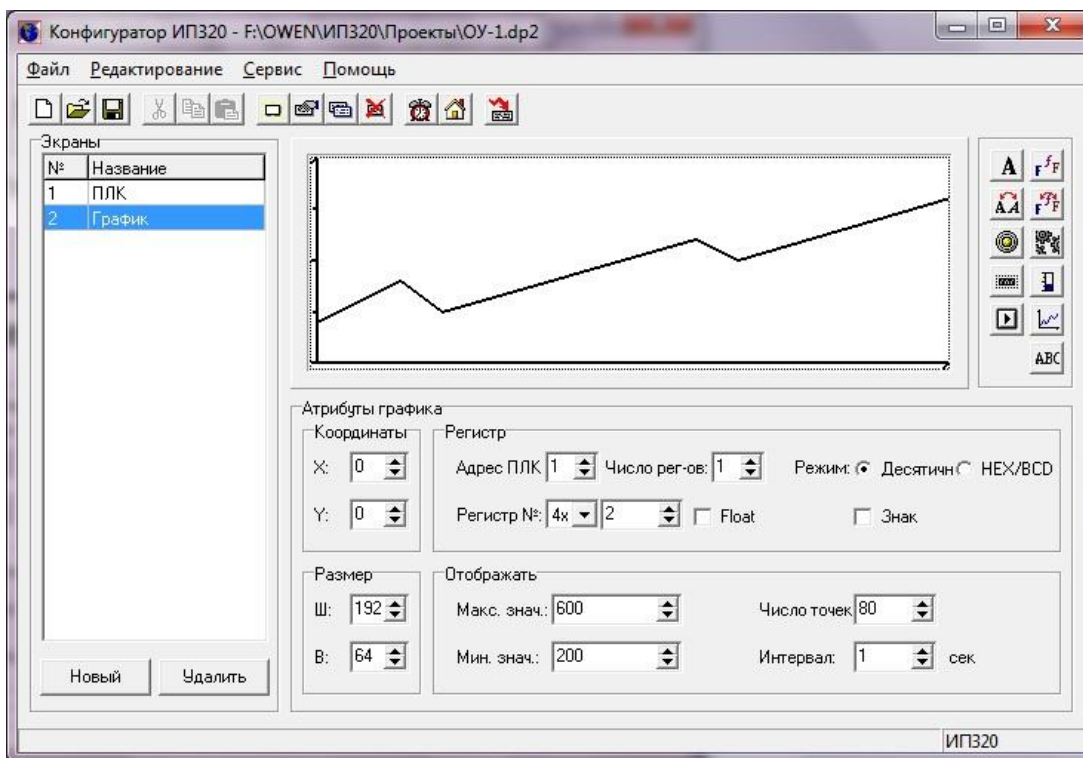 Конфигуратор ИП320 - F:\OWEN\ИП320\Проекты\ОУ-1.dp2
Файл Редактирование Сервис Помощь
Экраны
№ Название
1 ПЛК
2 График
Новый Удалить
A F f F
A A F F
ABC
Атрибуты графика
Координаты
X: 0
Y: 0
Регистр
Адрес ПЛК 1 Число рег-ов: 1 Режим: Десятичн HEX/BCD
Регистр №: 4x 2 Float Знак
Размер
Ш: 192
В: 64
Отображать
Макс. знач.: 600 Число точек 80
Мин. знач.: 200 Интервал: 1 сек
ИП320